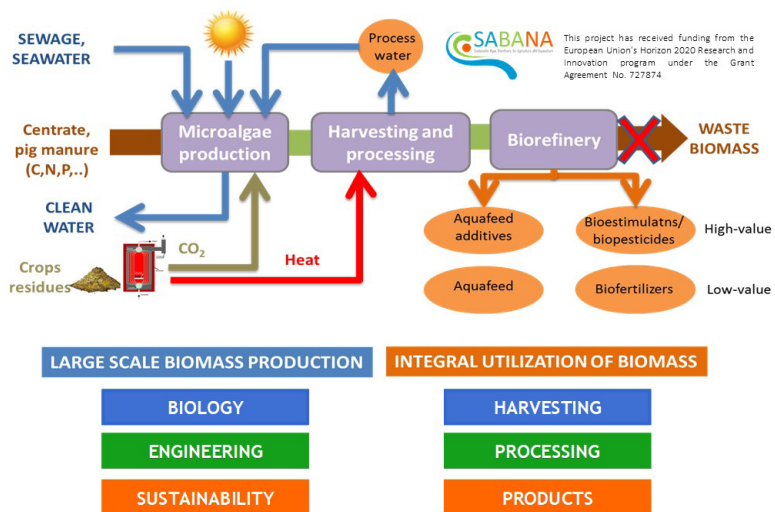 SEWAGE,
SEAWATER
Process
water
SABANA
This project has received funding from the
European Union's Horizon 2020 Research and
Innovation program under the Grant
Agreement No. 727874
Centrate,
pig manure
(C,N,P,..)
Microalgae
production
Harvesting and
processing
Biorefinery
WASTE
BIOMASS
CLEAN
WATER
CO2
Heat
Crops
residues
Aquafeed
additives
Bioestimulatns/
biopesticides
High-value
Aquafeed
Biofertilizers
Low-value
LARGE SCALE BIOMASS PRODUCTION
INTEGRAL UTILIZATION OF BIOMASS
BIOLOGY
HARVESTING
ENGINEERING
PROCESSING
SUSTAINABILITY
PRODUCTS